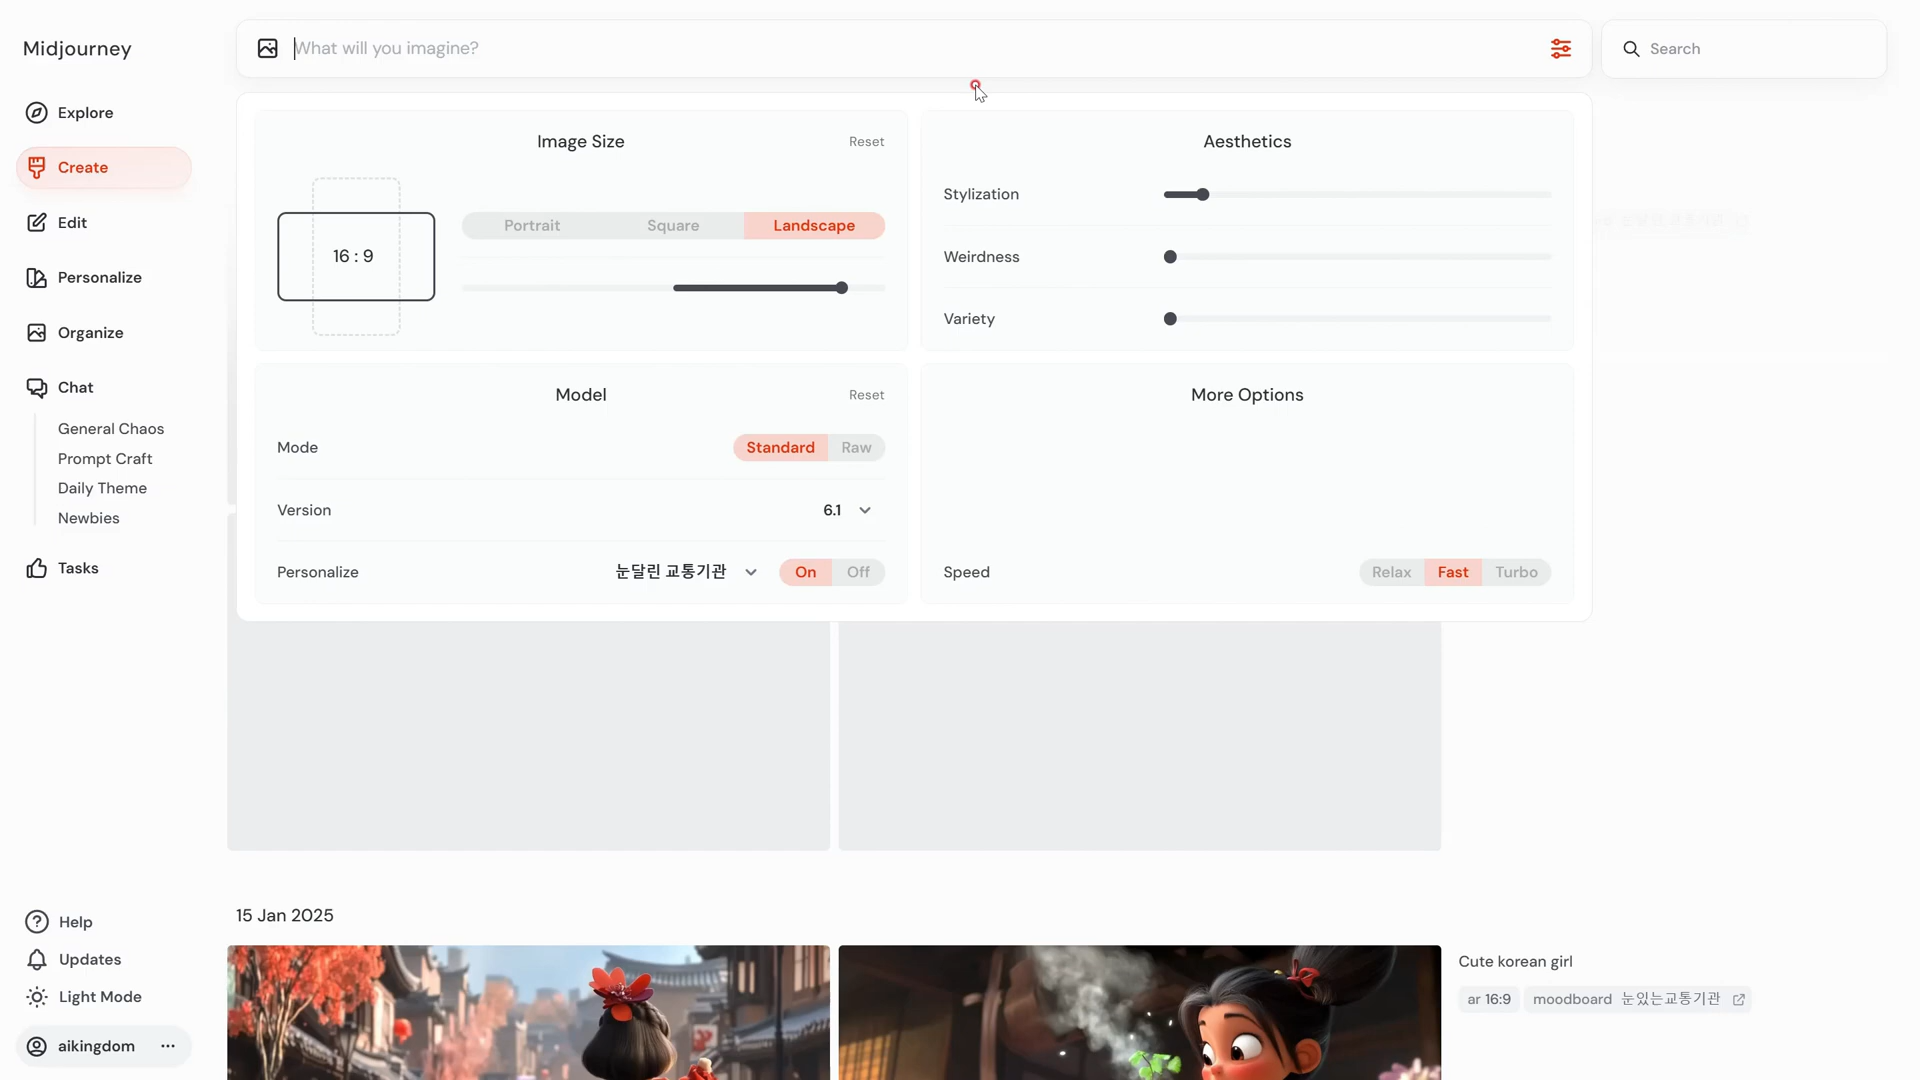 Midjourney
What will you imagine?
Search
Explore
Create
Edit
Personalize
Organize
Chat
General Chaos
Prompt Craft
Daily Theme
Newbies
Tasks
Help
Updates
Light Mode
aikingdom
Image Size
Reset
16 : 9
Portrait
Square
Landscape
Aesthetics
Stylization
Weirdness
Variety
Model
Reset
Mode
Standard
Raw
Version
6.1
Personalize
눈달린 교통기관
On
Off
More Options
Speed
Relax
Fast
Turbo
15 Jan 2025
Cute korean girl
ar 16:9
moodboard 눈있는교통기관